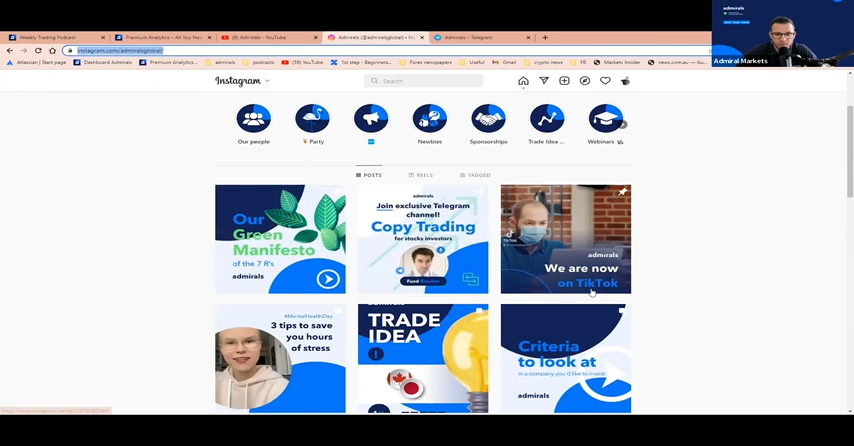 Weekly Trading Podcast
Premium Analytics – All You Nee
(9) Admirals - YouTube
Admirals (@admiralsglobal) • In
Admirals – Telegram
instagram.com/admiralsglobal/
Atlassian | Start page
Dashboard Admirals
Premium Analytics...
admirals
podcasts
(59) YouTube
1st step - Beginners...
Forex newspapers
Useful
Gmail
crypto news
F6
Markets Insider
news.com.au —
admirals
Admiral Markets
Instagram
Search
Our people
Party
Newbies
Sponsorships
Trade Idea ...
Webinars
POSTS
REELS
TAGGED
Our
Green
Manifesto
of the 7 R's
admirals
admirals
Join exclusive Telegram
channel!
Copy Trading
for stocks investors
TikTok
admirals
We are now
on TikTok
#MentalHealthDay
3 tips to save
you hours
of stress
admirals
TRADE
IDEA
Criteria
to look at
in a company you'd like to invest
admirals